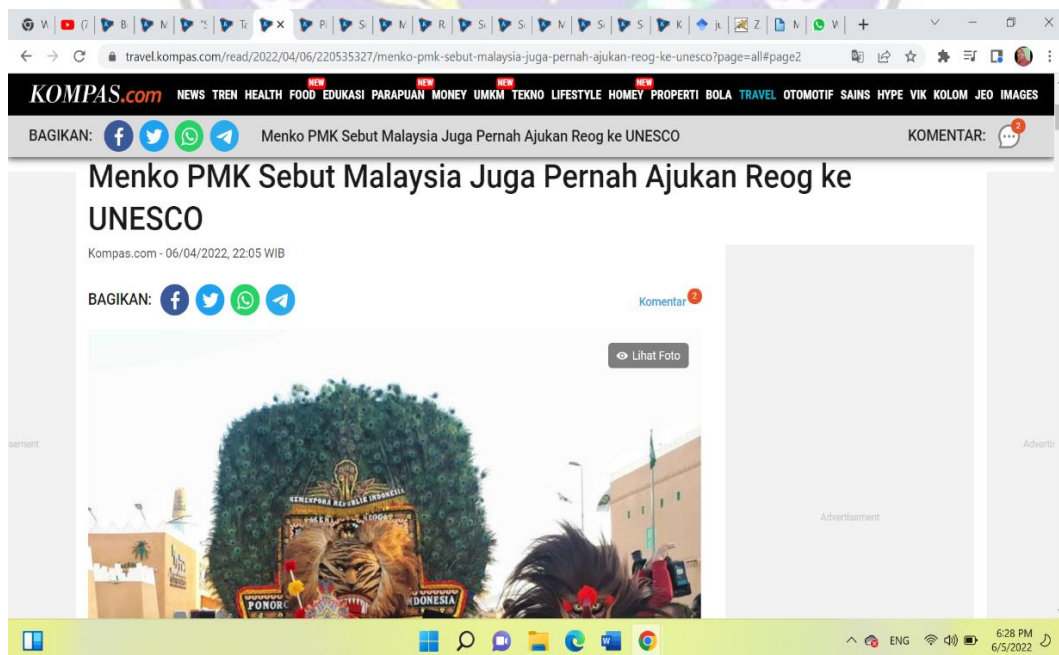 travel.kompas.com/read/2022/04/06/220535327/menko-pmk-sebut-malaysia-juga-pernah-ajukan-reog-ke-unesco?page=all#page2
KOMPAS.com NEWS TREN HEALTH FOOD NEW EDUKASI PARAPUAN NEW MONEY UMKM NEW TEKNO LIFESTYLE HOMEY NEW PROPERTI BOLA TRAVEL OTOMOTIF SAINS HYPE VIK KOLOM JEO IMAGES
BAGIKAN: Menko PMK Sebut Malaysia Juga Pernah Ajukan Reog ke UNESCO KOMENTAR: 2
Menko PMK Sebut Malaysia Juga Pernah Ajukan Reog ke
UNESCO
Kompas.com - 06/04/2022, 22:05 WIB
BAGIKAN: Komentar 2
Lihat Foto
KEMENPORA REPUBLIK INDONESIA
PONORO
INDONESIA
Advertisement
ENG 6:28 PM
6/5/2022